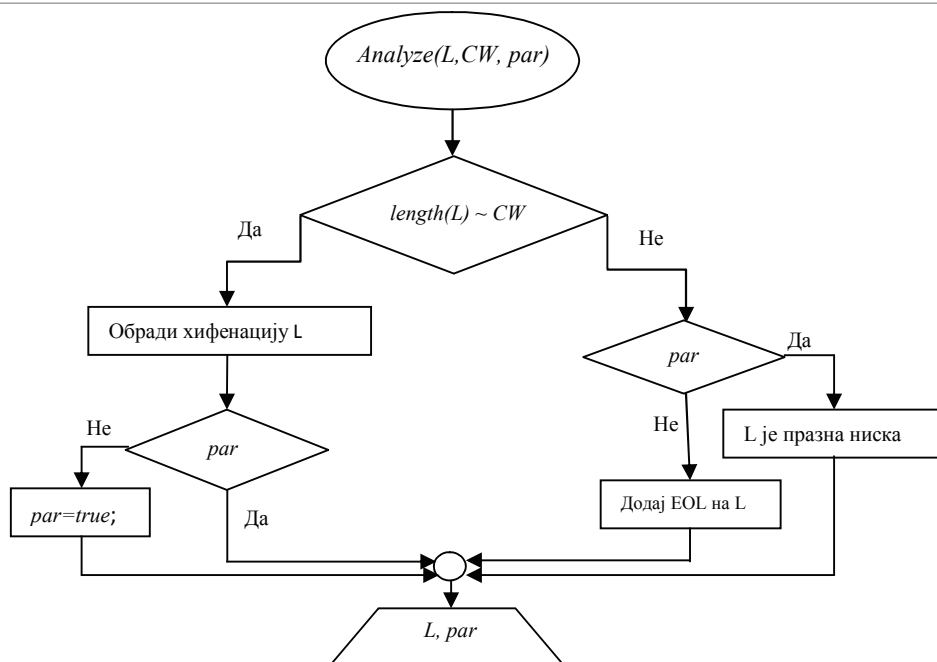 Analyze(L,CW, par)
length(L) ~ CW
Да
Не
Обради хифенацију L
par
Да
Не
par
Не
L је празна ниска
par=true;
Да
Додај EOL на L
L, par